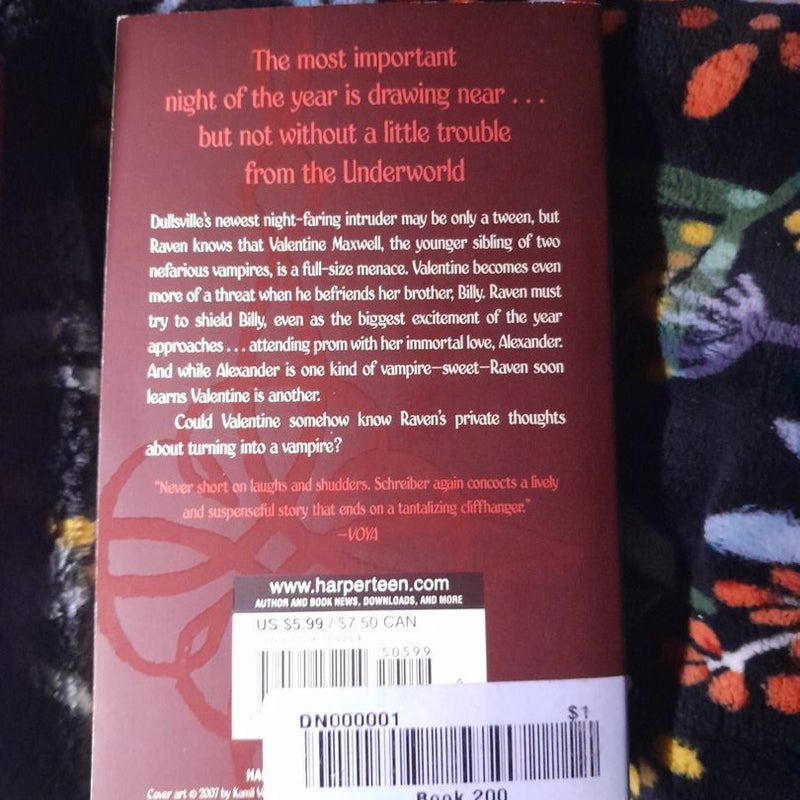 The most important
night of the year is drawing near . . .
but not without a little trouble
from the Underworld
Dullsville's newest night-faring intruder may be only a tween, but
Raven knows that Valentine Maxwell, the younger sibling of two
nefarious vampires, is a full-size menace. Valentine becomes even
more of a threat when he befriends her brother, Billy. Raven must
try to shield Billy, even as the biggest excitement of the year
approaches . . . attending prom with her immortal love, Alexander.
And while Alexander is one kind of vampire—sweet—Raven soon
learns Valentine is another.
Could Valentine somehow know Raven's private thoughts
about turning into a vampire?
"Never short on laughs and shudders. Schreiber again concocts a lively
and suspenseful story that ends on a tantalizing cliffhanger."
—VOYA
www.harperteen.com
AUTHOR AND BOOK NEWS, DOWNLOADS, AND MORE
US $5.99 / $7.50 CAN
50599
DN000001 $1
Book 200
Cover art © 2007 by Kamil